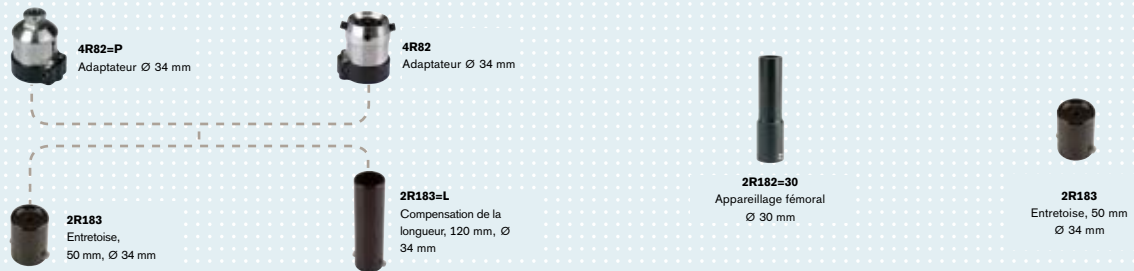 4R82=P
Adaptateur Ø 34 mm
4R82
Adaptateur Ø 34 mm
2R183
Entretoise,
50 mm, Ø 34 mm
2R183=L
Compensation de la
longueur, 120 mm, Ø
34 mm
2R182=30
Appareillage fémoral
Ø 30 mm
2R183
Entretoise, 50 mm
Ø 34 mm